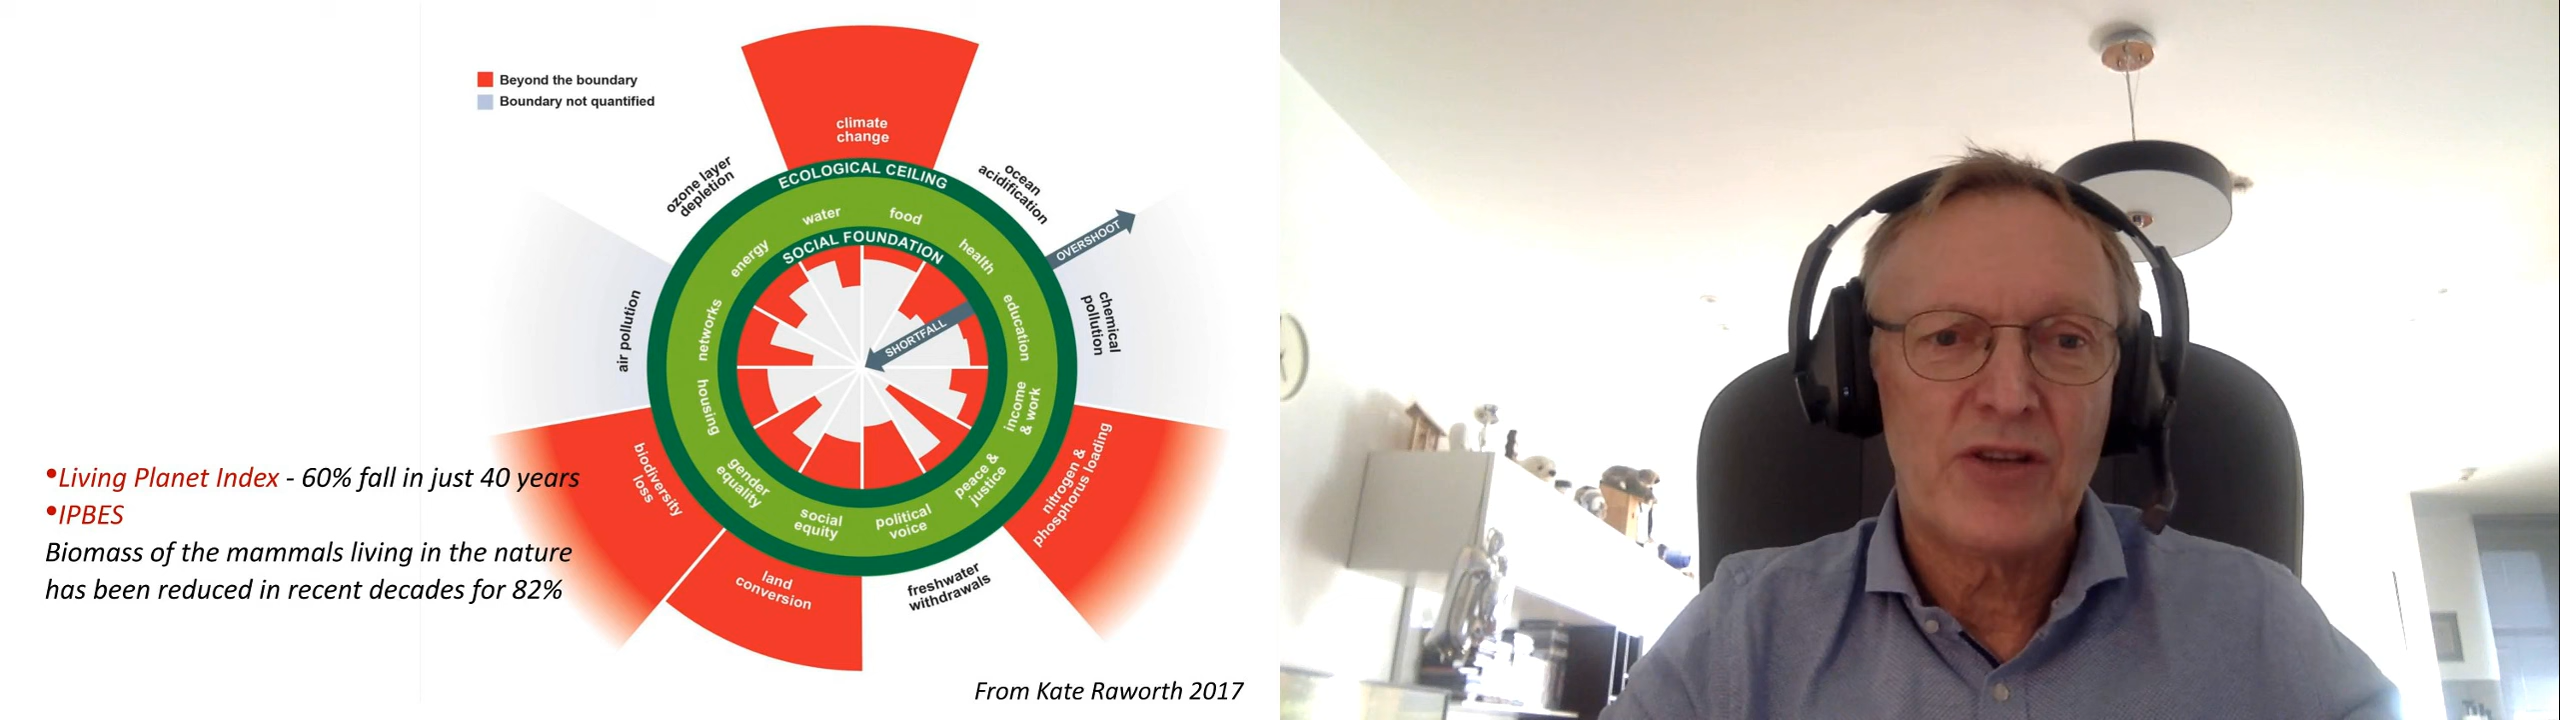 Beyond the boundary
Boundary not quantified
climate
change
ozone layer
depletion
ocean
acidification
ECOLOGICAL CEILING
OVERSHOOT
water
food
energy
health
SOCIAL FOUNDATION
SHORTFALL
air pollution
chemical
pollution
networks
education
housing
income
& work
gender
equality
peace &
justice
social
equity
political
voice
biodiversity
loss
nitrogen &
phosphorus loading
land
conversion
freshwater
withdrawals
•Living Planet Index - 60% fall in just 40 years
•IPBES
Biomass of the mammals living in the nature
has been reduced in recent decades for 82%
From Kate Raworth 2017